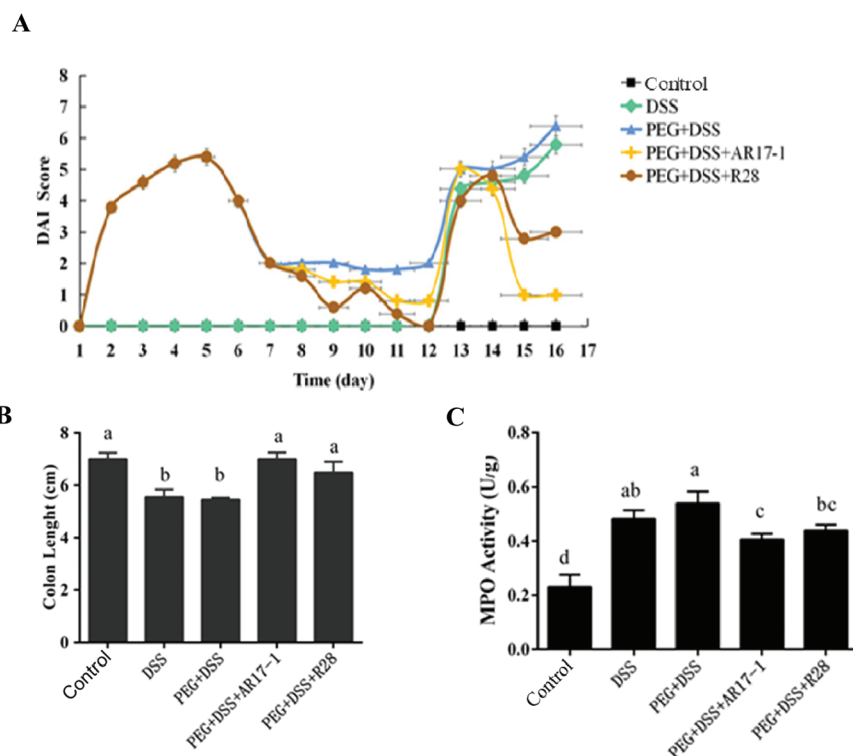 A
8
7
6
5
4
3
2
1
0
DAI Score
1 2 3 4 5 6 7 8 9 10 11 12 13 14 15 16 17
Time (day)
Control
DSS
PEG+DSS
PEG+DSS+AR17-1
PEG+DSS+R28
B
8
6
4
2
0
Colon Lenght (cm)
a b b a a
Control DSS PEG+DSS PEG+DSS+AR17-1 PEG+DSS+R28
C
0.8
0.6
0.4
0.2
0.0
MPO Activity (U/g)
d ab a c bc
Control DSS PEG+DSS PEG+DSS+AR17-1 PEG+DSS+R28